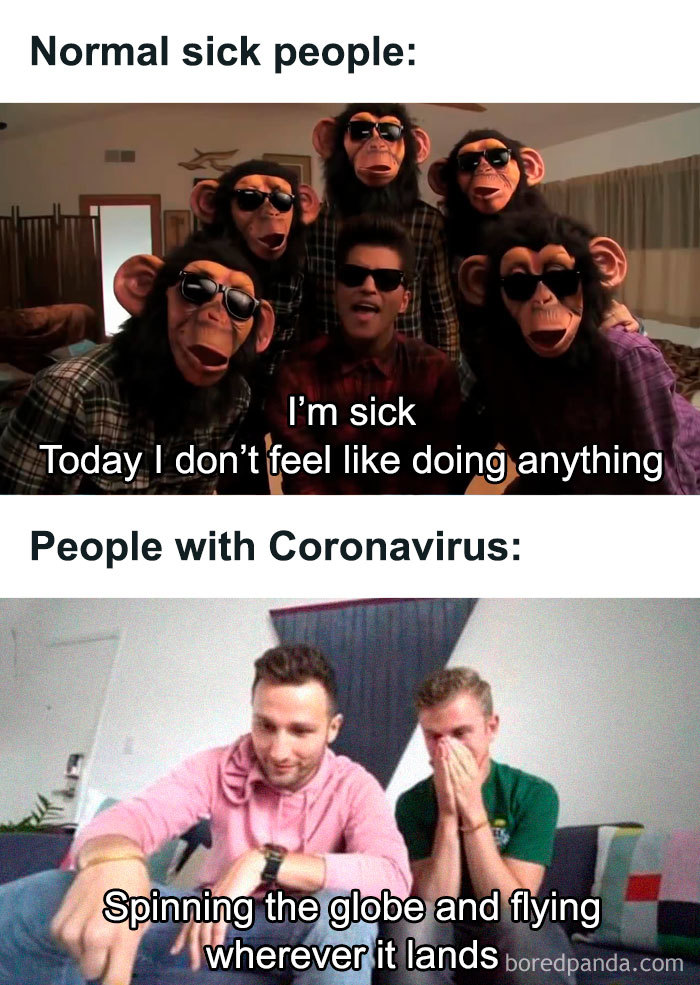 Normal sick people:
I'm sick
Today I don't feel like doing anything
People with Coronavirus:
Spinning the globe and flying
wherever it lands
boredpanda.com